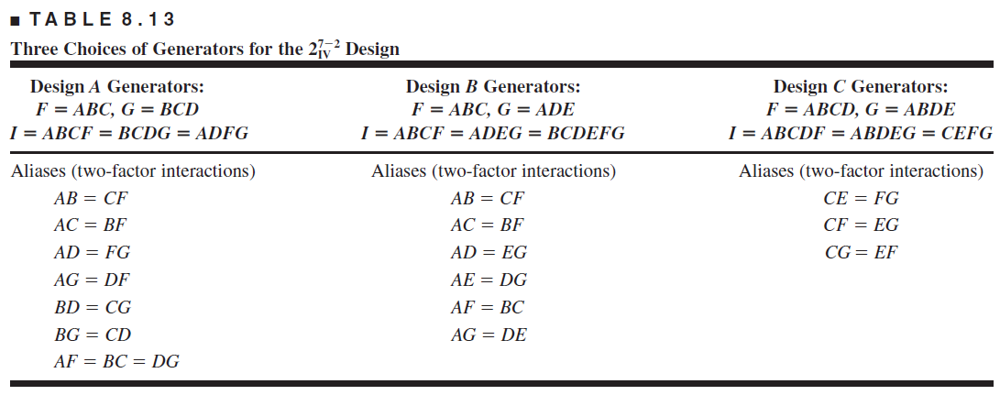 ■ TABLE 8.13
Three Choices of Generators for the 2_{IV}^{7−2} Design
Design A Generators: Design B Generators: Design C Generators:
F = ABC, G = BCD F = ABC, G = ADE F = ABCD, G = ABDE
I = ABCF = BCDG = ADFG I = ABCF = ADEG = BCDEFG I = ABCDF = ABDEG = CEFG
Aliases (two-factor interactions) Aliases (two-factor interactions) Aliases (two-factor interactions)
AB = CF AB = CF CE = FG
AC = BF AC = BF CF = EG
AD = FG AD = EG CG = EF
AG = DF AE = DG
BD = CG AF = BC
BG = CD AG = DE
AF = BC = DG